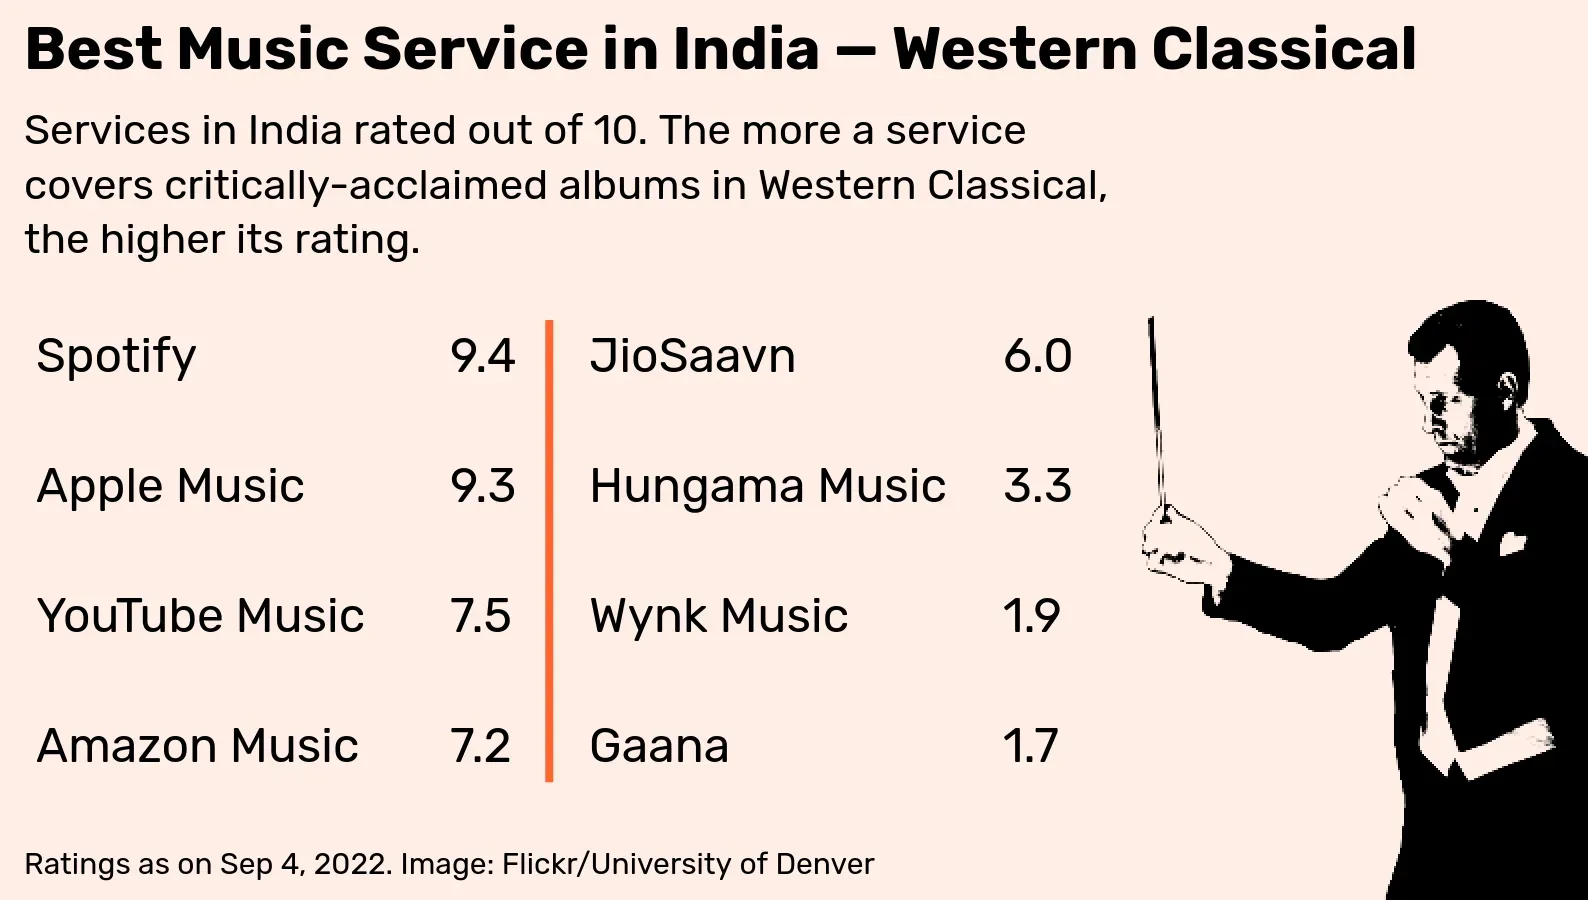 Best Music Service in India — Western Classical
Services in India rated out of 10. The more a service
covers critically-acclaimed albums in Western Classical,
the higher its rating.
Spotify 9.4
Apple Music 9.3
YouTube Music 7.5
Amazon Music 7.2
JioSaavn 6.0
Hungama Music 3.3
Wynk Music 1.9
Gaana 1.7
Ratings as on Sep 4, 2022. Image: Flickr/University of Denver